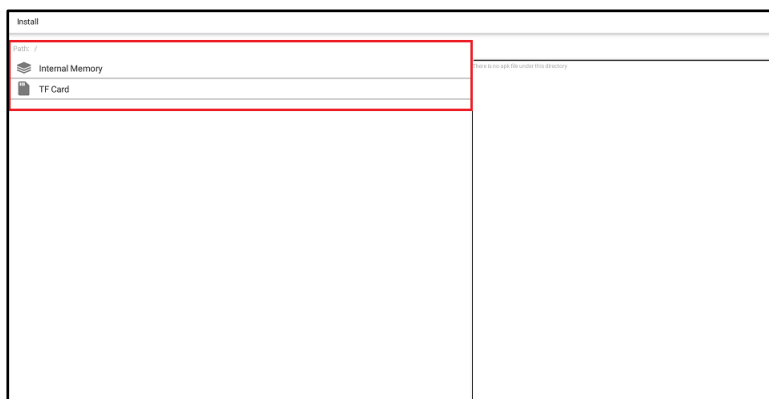 Install
Path: /
Internal Memory
TF Card
There is no apk file under this directory